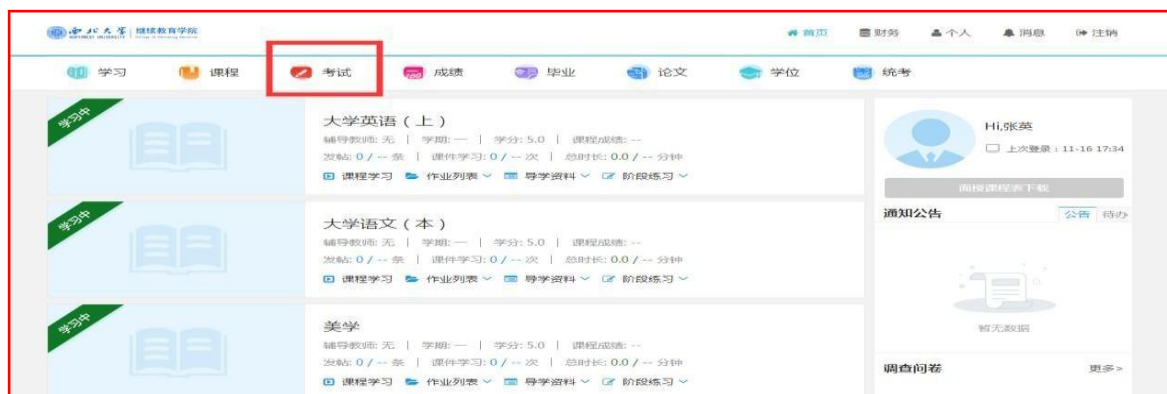 西北大学 继续教育学院
首页 财务 个人 消息 注销
学习 课程 考试 成绩 毕业 论文 学位 统考
学习中
大学英语（上）
辅导教师: 无 | 学期: — | 学分: 5.0 | 课程成绩: --
发帖: 0 / -- 条 | 课件学习: 0 / -- 次 | 总时长: 0.0 / -- 分钟
课程学习 作业列表 导学资料 阶段练习
学习中
大学语文（本）
辅导教师: 无 | 学期: — | 学分: 5.0 | 课程成绩: --
发帖: 0 / -- 条 | 课件学习: 0 / -- 次 | 总时长: 0.0 / -- 分钟
课程学习 作业列表 导学资料 阶段练习
学习中
美学
辅导教师: 无 | 学期: — | 学分: 5.0 | 课程成绩: --
发帖: 0 / -- 条 | 课件学习: 0 / -- 次 | 总时长: 0.0 / -- 分钟
课程学习 作业列表 导学资料 阶段练习
Hi,张英
上次登录：11-16 17:34
面授课程表下载
通知公告 公告 待办
暂无数据
调查问卷 更多>